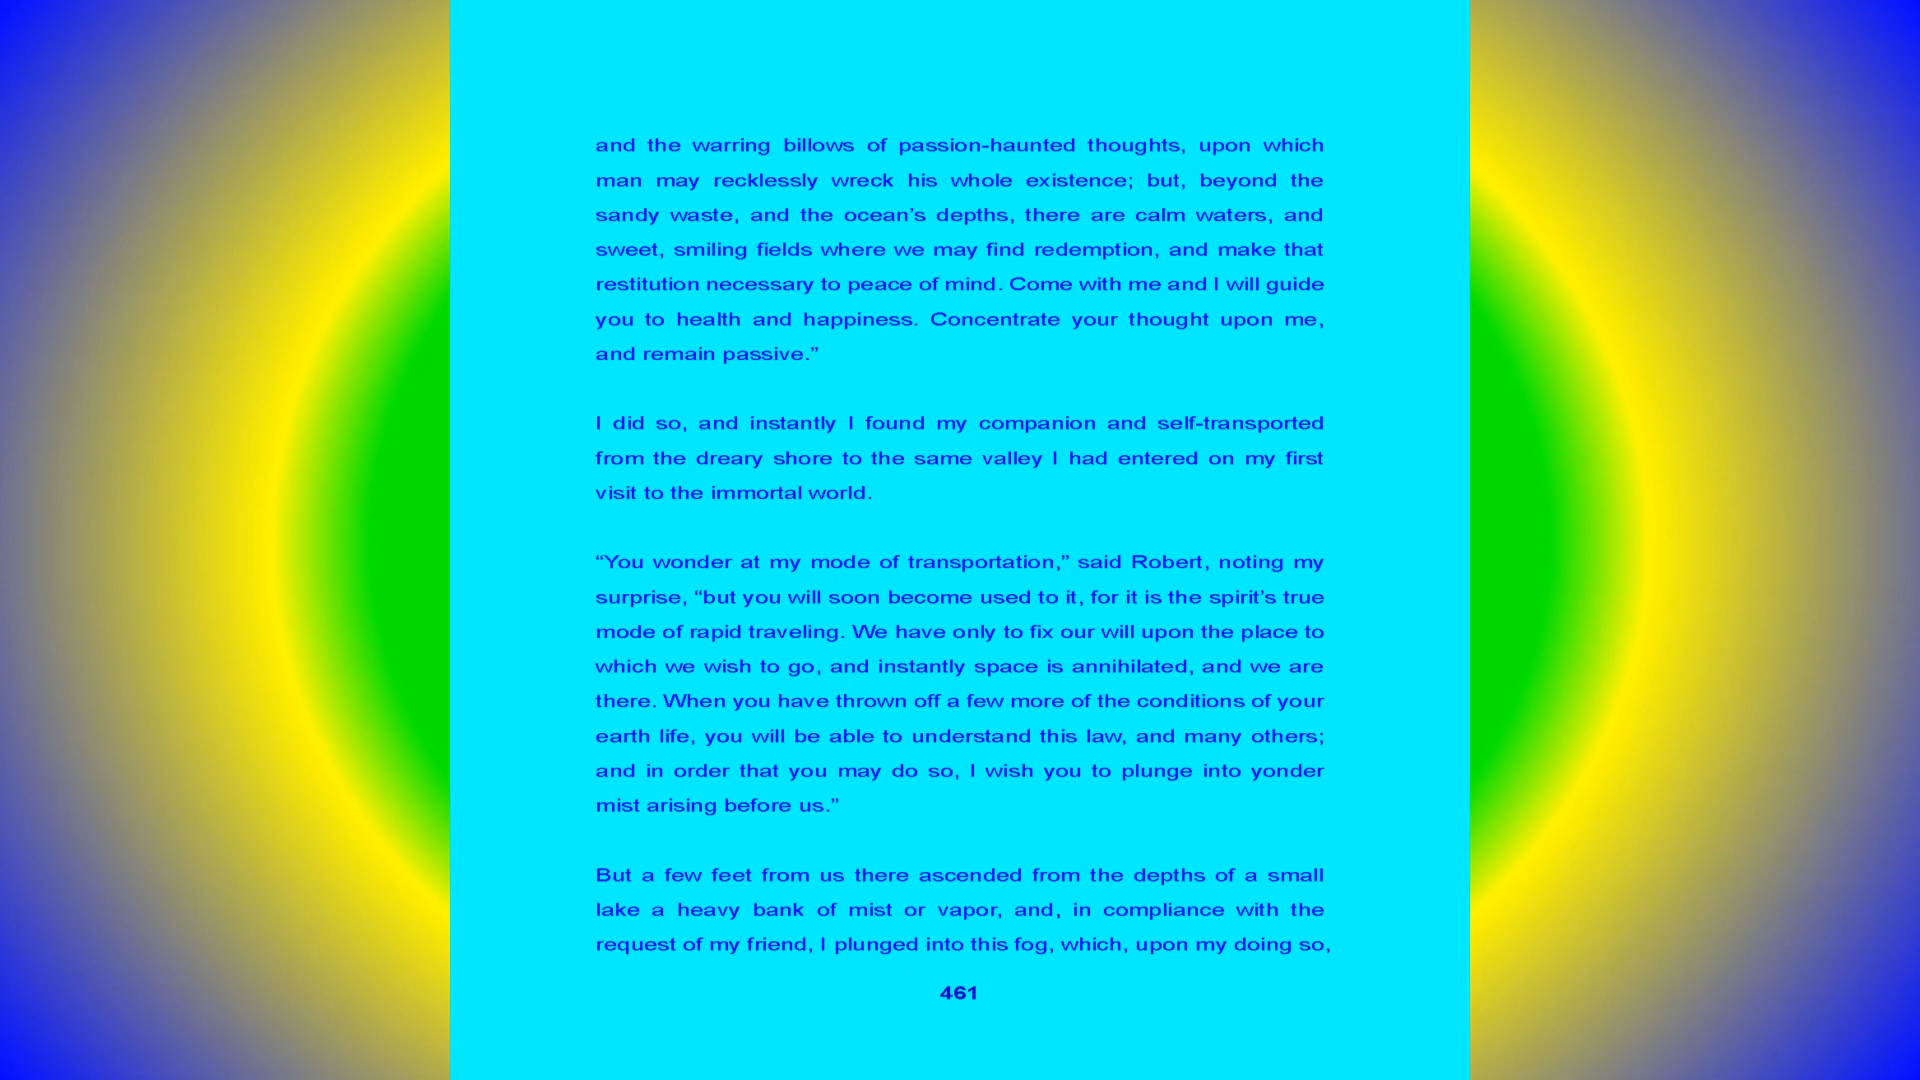 and the warring billows of passion-haunted thoughts, upon which
man may recklessly wreck his whole existence; but, beyond the
sandy waste, and the ocean’s depths, there are calm waters, and
sweet, smiling fields where we may find redemption, and make that
restitution necessary to peace of mind. Come with me and I will guide
you to health and happiness. Concentrate your thought upon me,
and remain passive.”
I did so, and instantly I found my companion and self-transported
from the dreary shore to the same valley I had entered on my first
visit to the immortal world.
“You wonder at my mode of transportation,” said Robert, noting my
surprise, “but you will soon become used to it, for it is the spirit’s true
mode of rapid traveling. We have only to fix our will upon the place to
which we wish to go, and instantly space is annihilated, and we are
there. When you have thrown off a few more of the conditions of your
earth life, you will be able to understand this law, and many others;
and in order that you may do so, I wish you to plunge into yonder
mist arising before us.”
But a few feet from us there ascended from the depths of a small
lake a heavy bank of mist or vapor, and, in compliance with the
request of my friend, I plunged into this fog, which, upon my doing so,
461